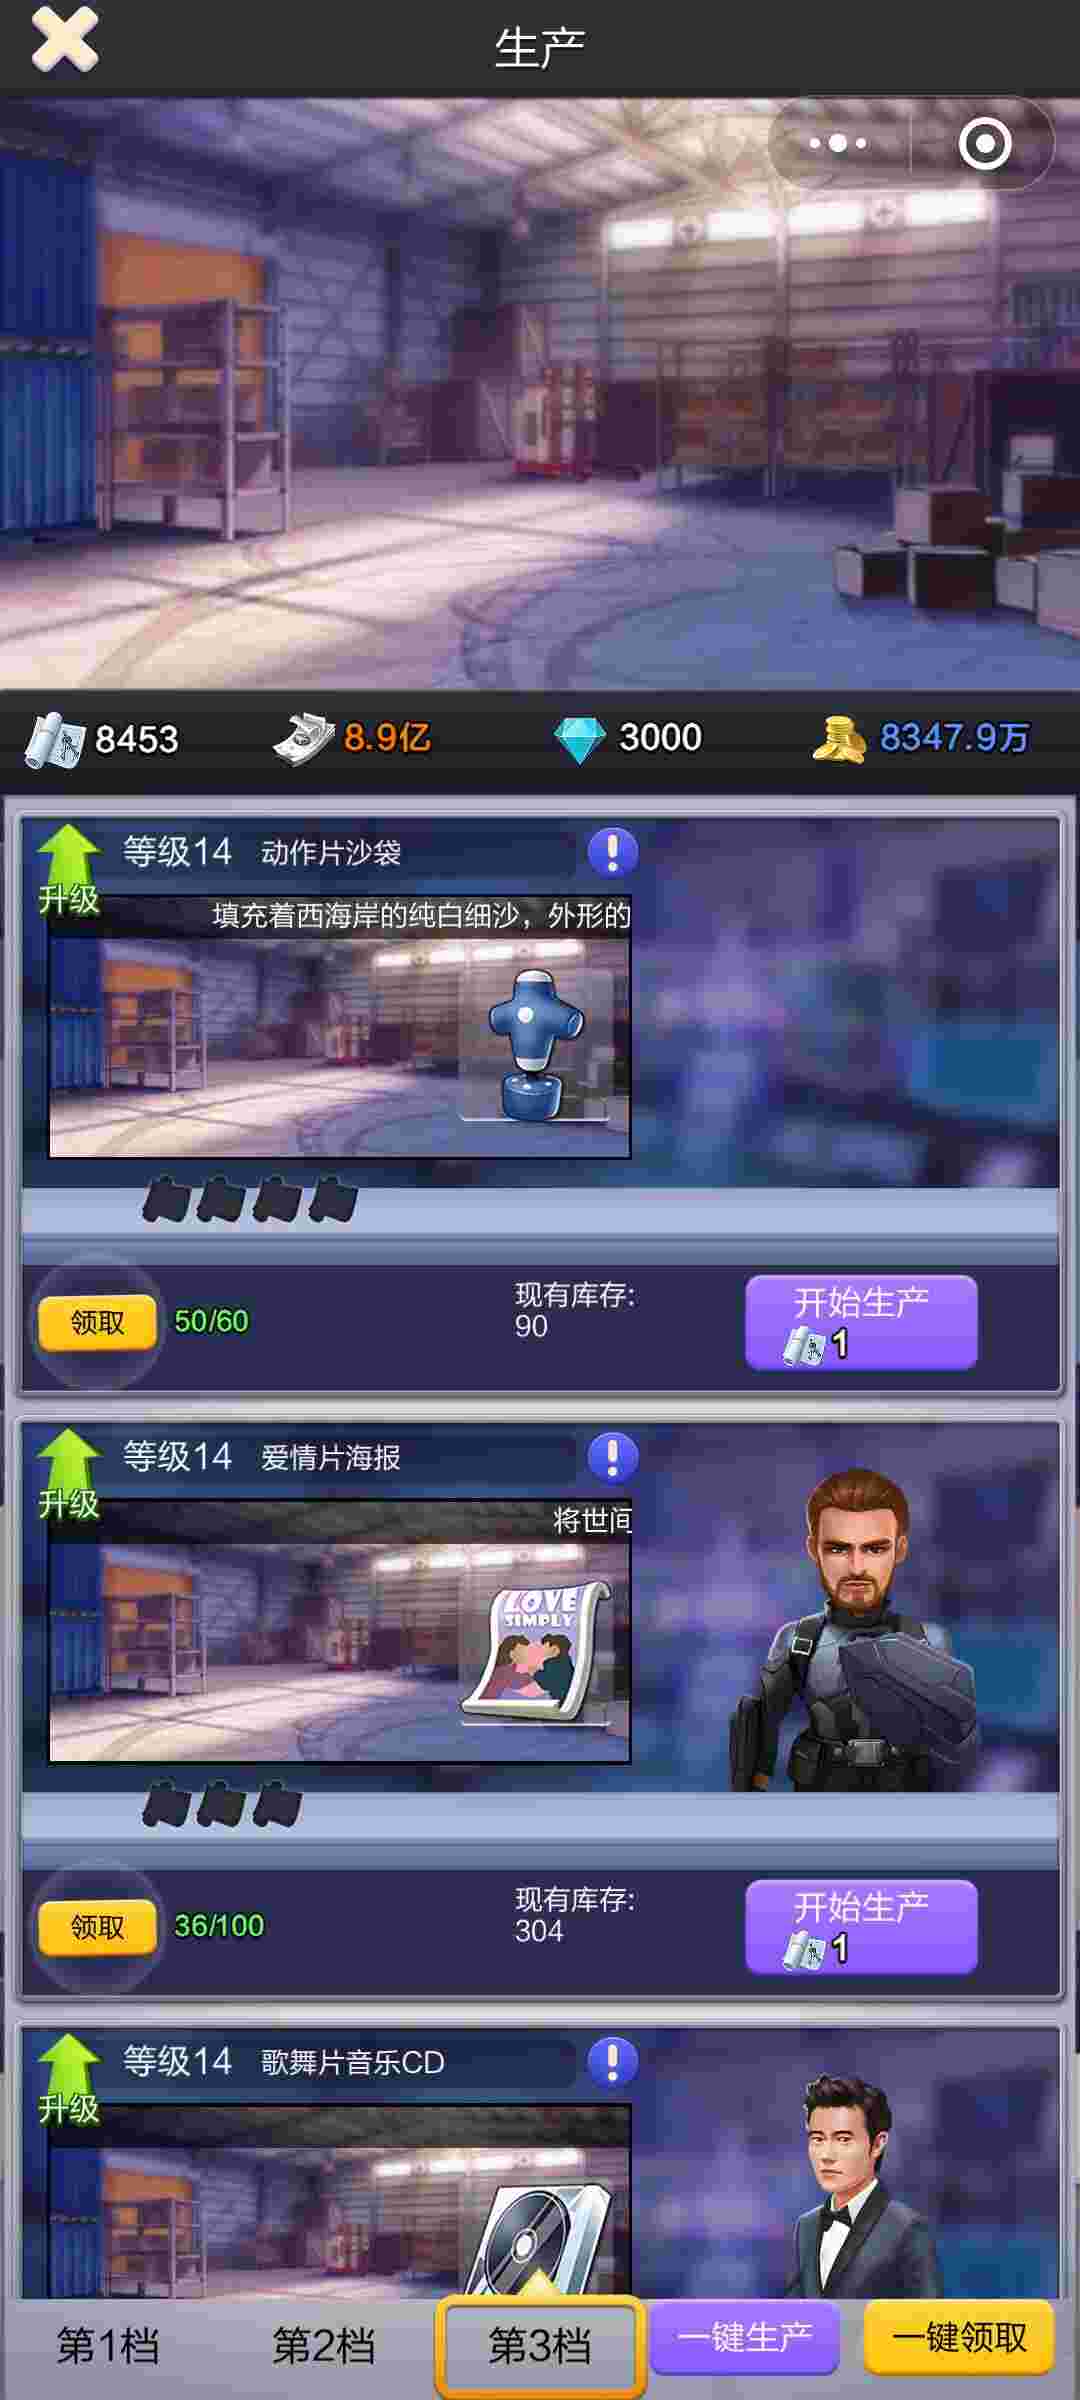 生产
8453
8.9亿
3000
8347.9万
等级14 动作片沙袋
升级
填充着西海岸的纯白细沙，外形的
领取
50/60
现有库存:
90
开始生产
1
等级14 爱情片海报
升级
将世间
LOVE
SIMPLY
领取
36/100
现有库存:
304
开始生产
1
等级14 歌舞片音乐CD
升级
第1档
第2档
第3档
一键生产
一键领取